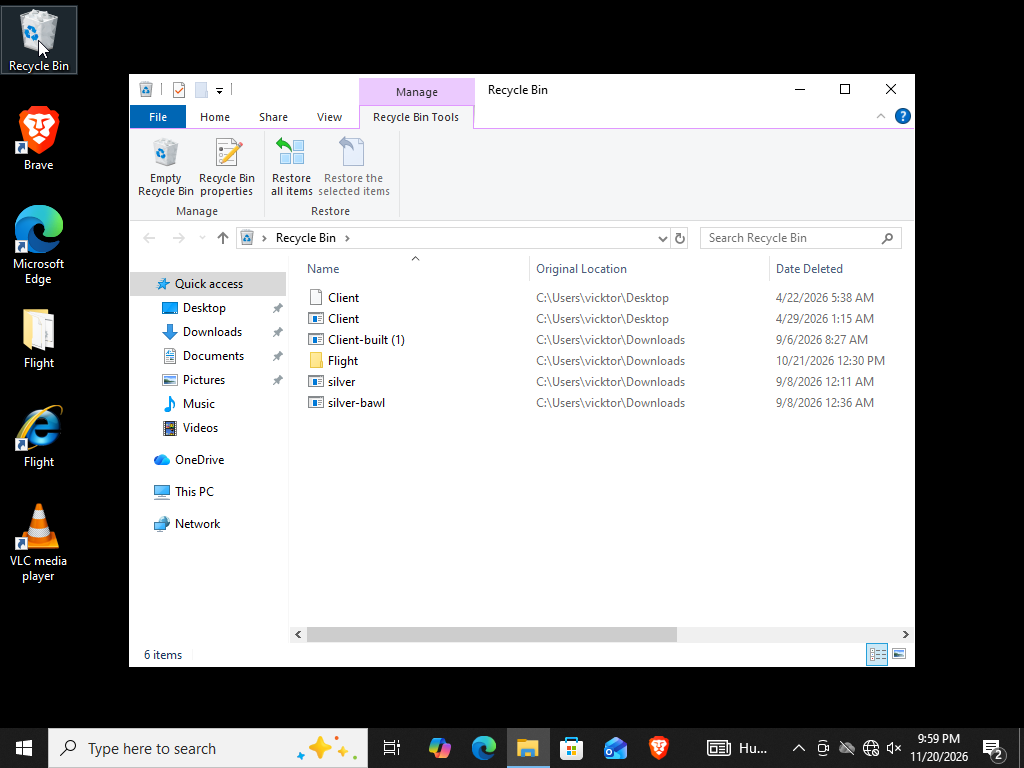 Recycle Bin
Brave
Microsoft
Edge
Flight
Flight
VLC media
player
Manage
Recycle Bin
File
Home
Share
View
Recycle Bin Tools
Empty
Recycle Bin
Recycle Bin
properties
Restore
all items
Restore the
selected items
Manage
Restore
Recycle Bin
Search Recycle Bin
Quick access
Desktop
Downloads
Documents
Pictures
Music
Videos
OneDrive
This PC
Network
Name Original Location Date Deleted
Client C:\Users\vicktor\Desktop 4/22/2026 5:38 AM
Client C:\Users\vicktor\Desktop 4/29/2026 1:15 AM
Client-built (1) C:\Users\vicktor\Downloads 9/6/2026 8:27 AM
Flight C:\Users\vicktor\Downloads 10/21/2026 12:30 PM
silver C:\Users\vicktor\Downloads 9/8/2026 12:11 AM
silver-bawl C:\Users\vicktor\Downloads 9/8/2026 12:36 AM
6 items
Type here to search
Hu...
9:59 PM
11/20/2026
2